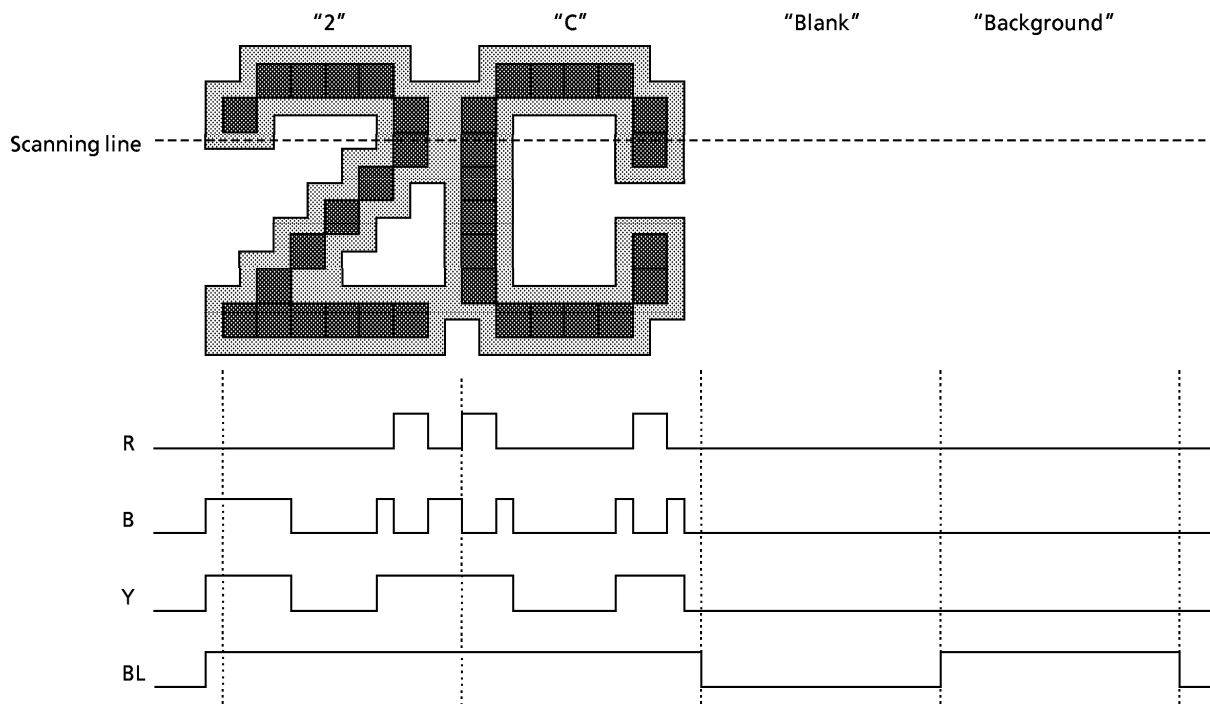 “2” “C” “Blank” “Background”
Scanning line
R
B
Y
BL